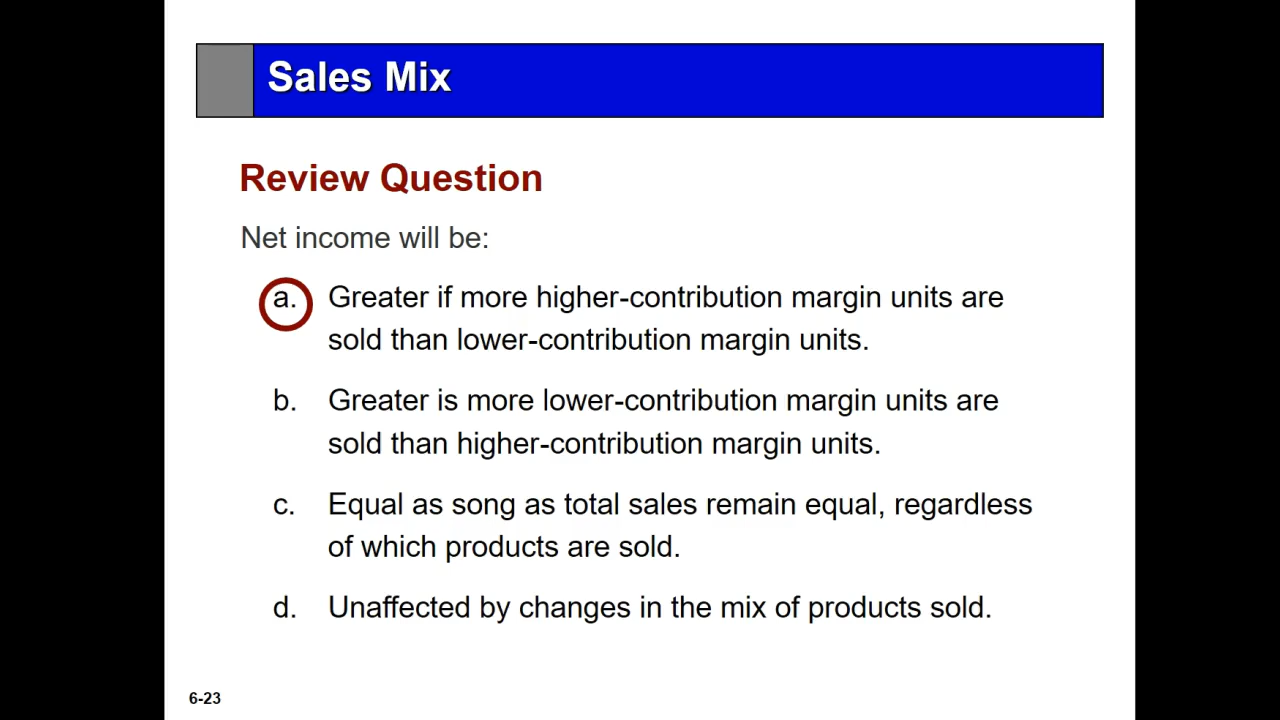 Sales Mix
Review Question
Net income will be:
a. Greater if more higher-contribution margin units are
sold than lower-contribution margin units.
b. Greater is more lower-contribution margin units are
sold than higher-contribution margin units.
c. Equal as song as total sales remain equal, regardless
of which products are sold.
d. Unaffected by changes in the mix of products sold.
6-23